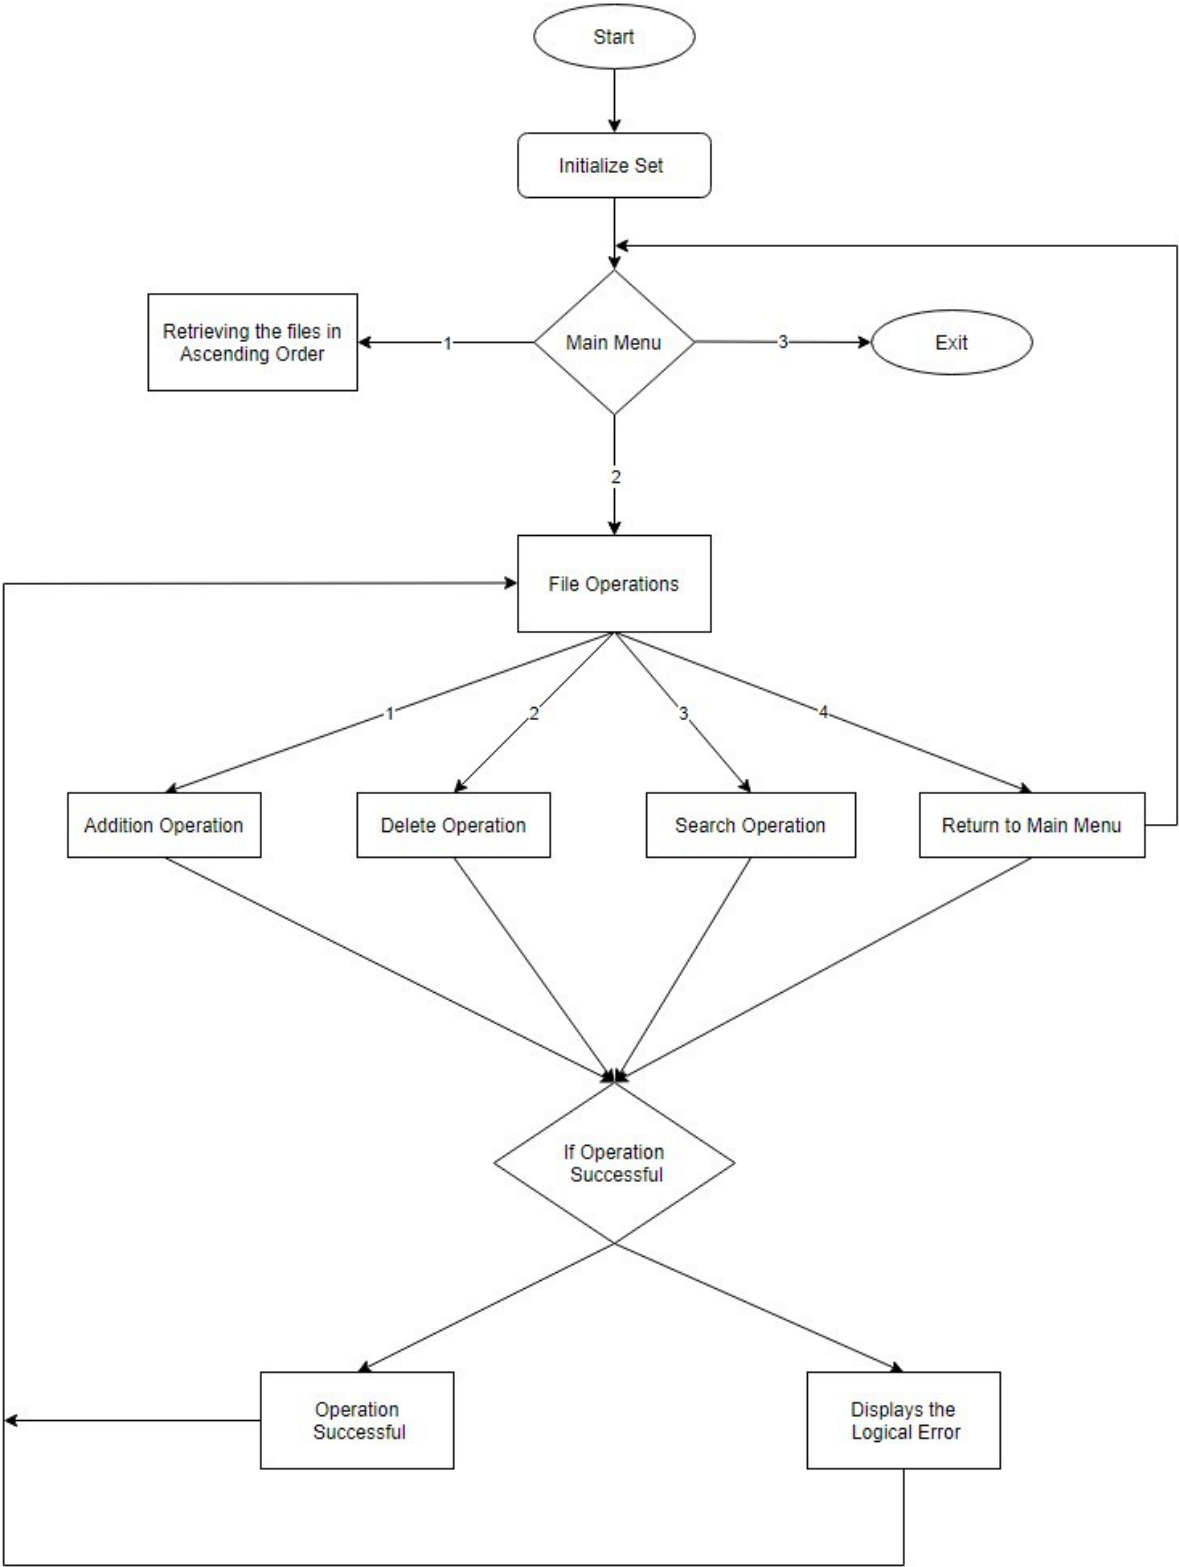 Start
Initialize Set
Retrieving the files in
Ascending Order
1
Main Menu
3
Exit
2
File Operations
1
2
3
4
Addition Operation
Delete Operation
Search Operation
Return to Main Menu
If Operation
Successful
Operation
Successful
Displays the
Logical Error